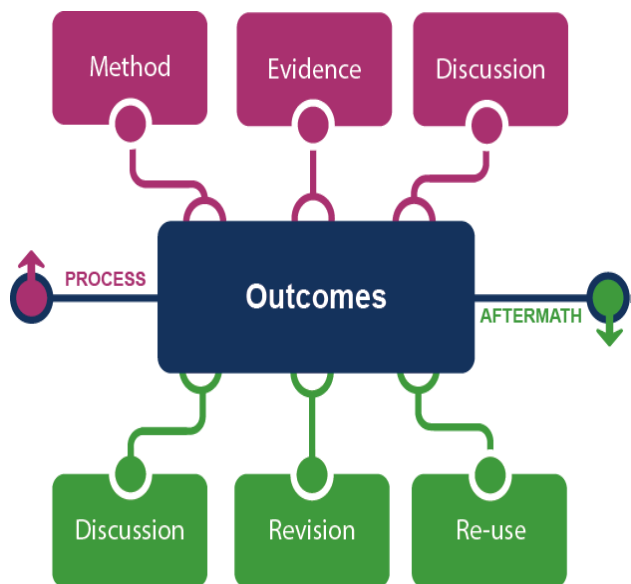 Method
Evidence
Discussion
PROCESS
Outcomes
AFTERMATH
Discussion
Revision
Re-use